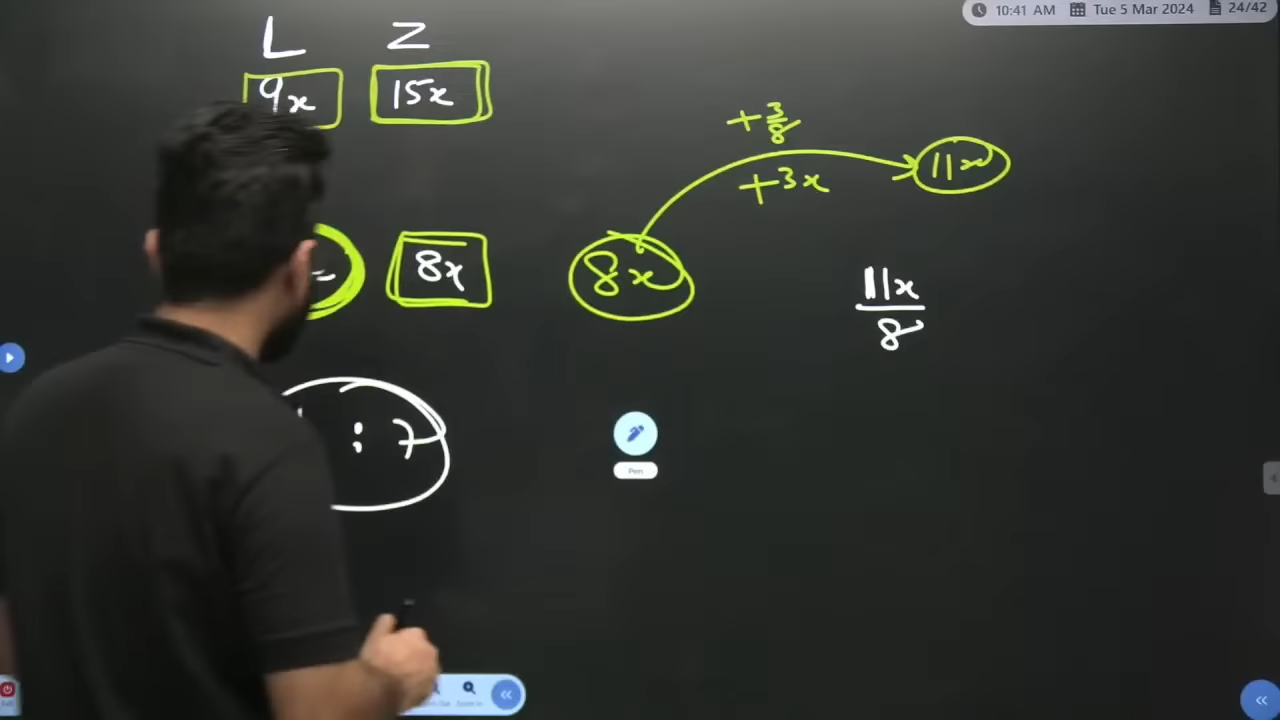 10:41 AM Tue 5 Mar 2024 24/42
L Z
9x 15x
+3/8
+3x
11x
8x
8x
11x/8
: 7
Pen